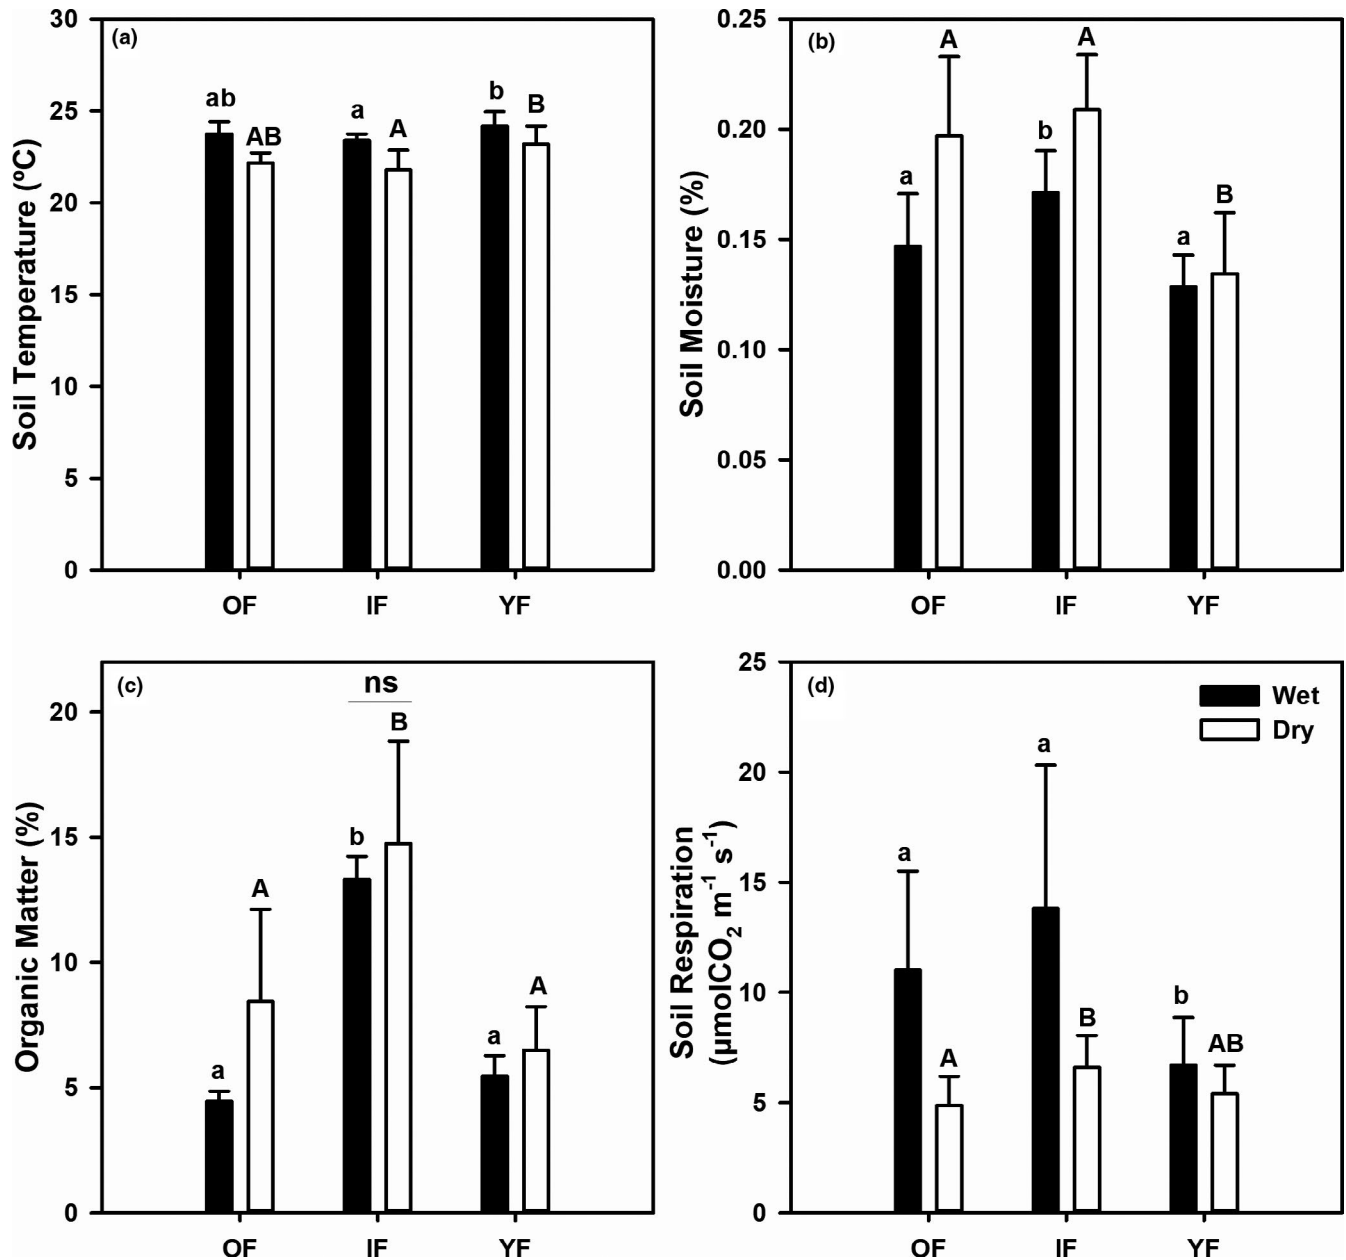 (a)
Soil Temperature (ºC)
30
25
20
15
10
5
0
ab
AB
a
A
b
B
OF
IF
YF
(b)
Soil Moisture (%)
0.25
0.20
0.15
0.10
0.05
0.00
a
A
b
A
a
B
OF
IF
YF
(c)
Organic Matter (%)
20
15
10
5
0
ns
a
A
b
B
a
A
OF
IF
YF
(d)
Soil Respiration
(µmolCO₂ m⁻¹ s⁻¹)
25
20
15
10
5
0
Wet
Dry
a
A
a
B
b
AB
OF
IF
YF